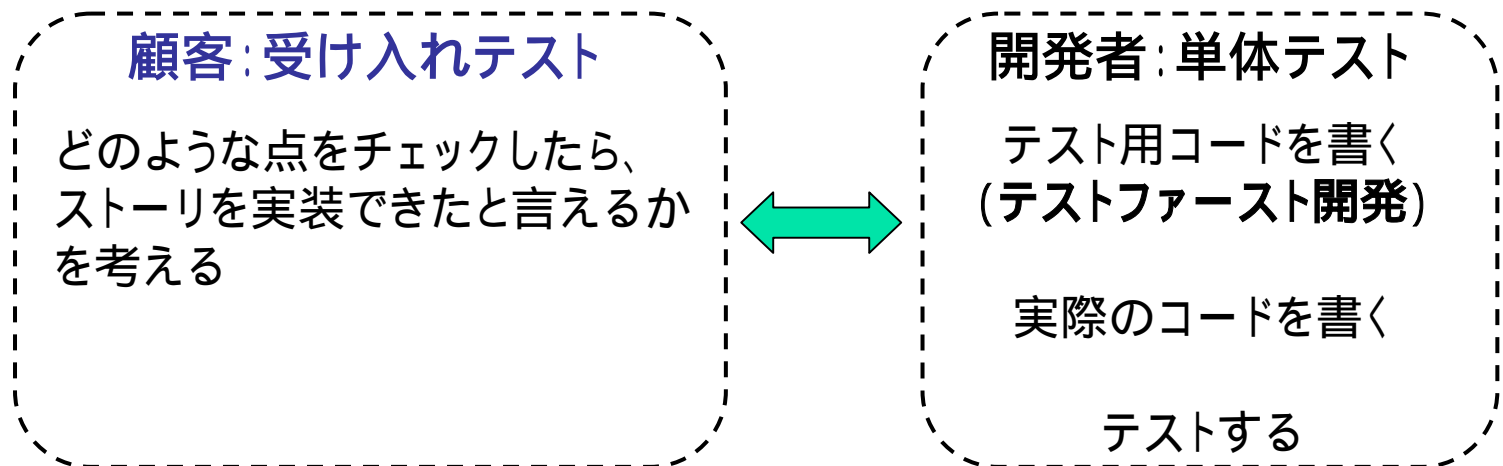 顧客:受け入れテスト
どのような点をチェックしたら、
ストーリを実装できたと言えるか
を考える
開発者:単体テスト
テスト用コードを書く
(テストファースト開発)
実際のコードを書く
テストする